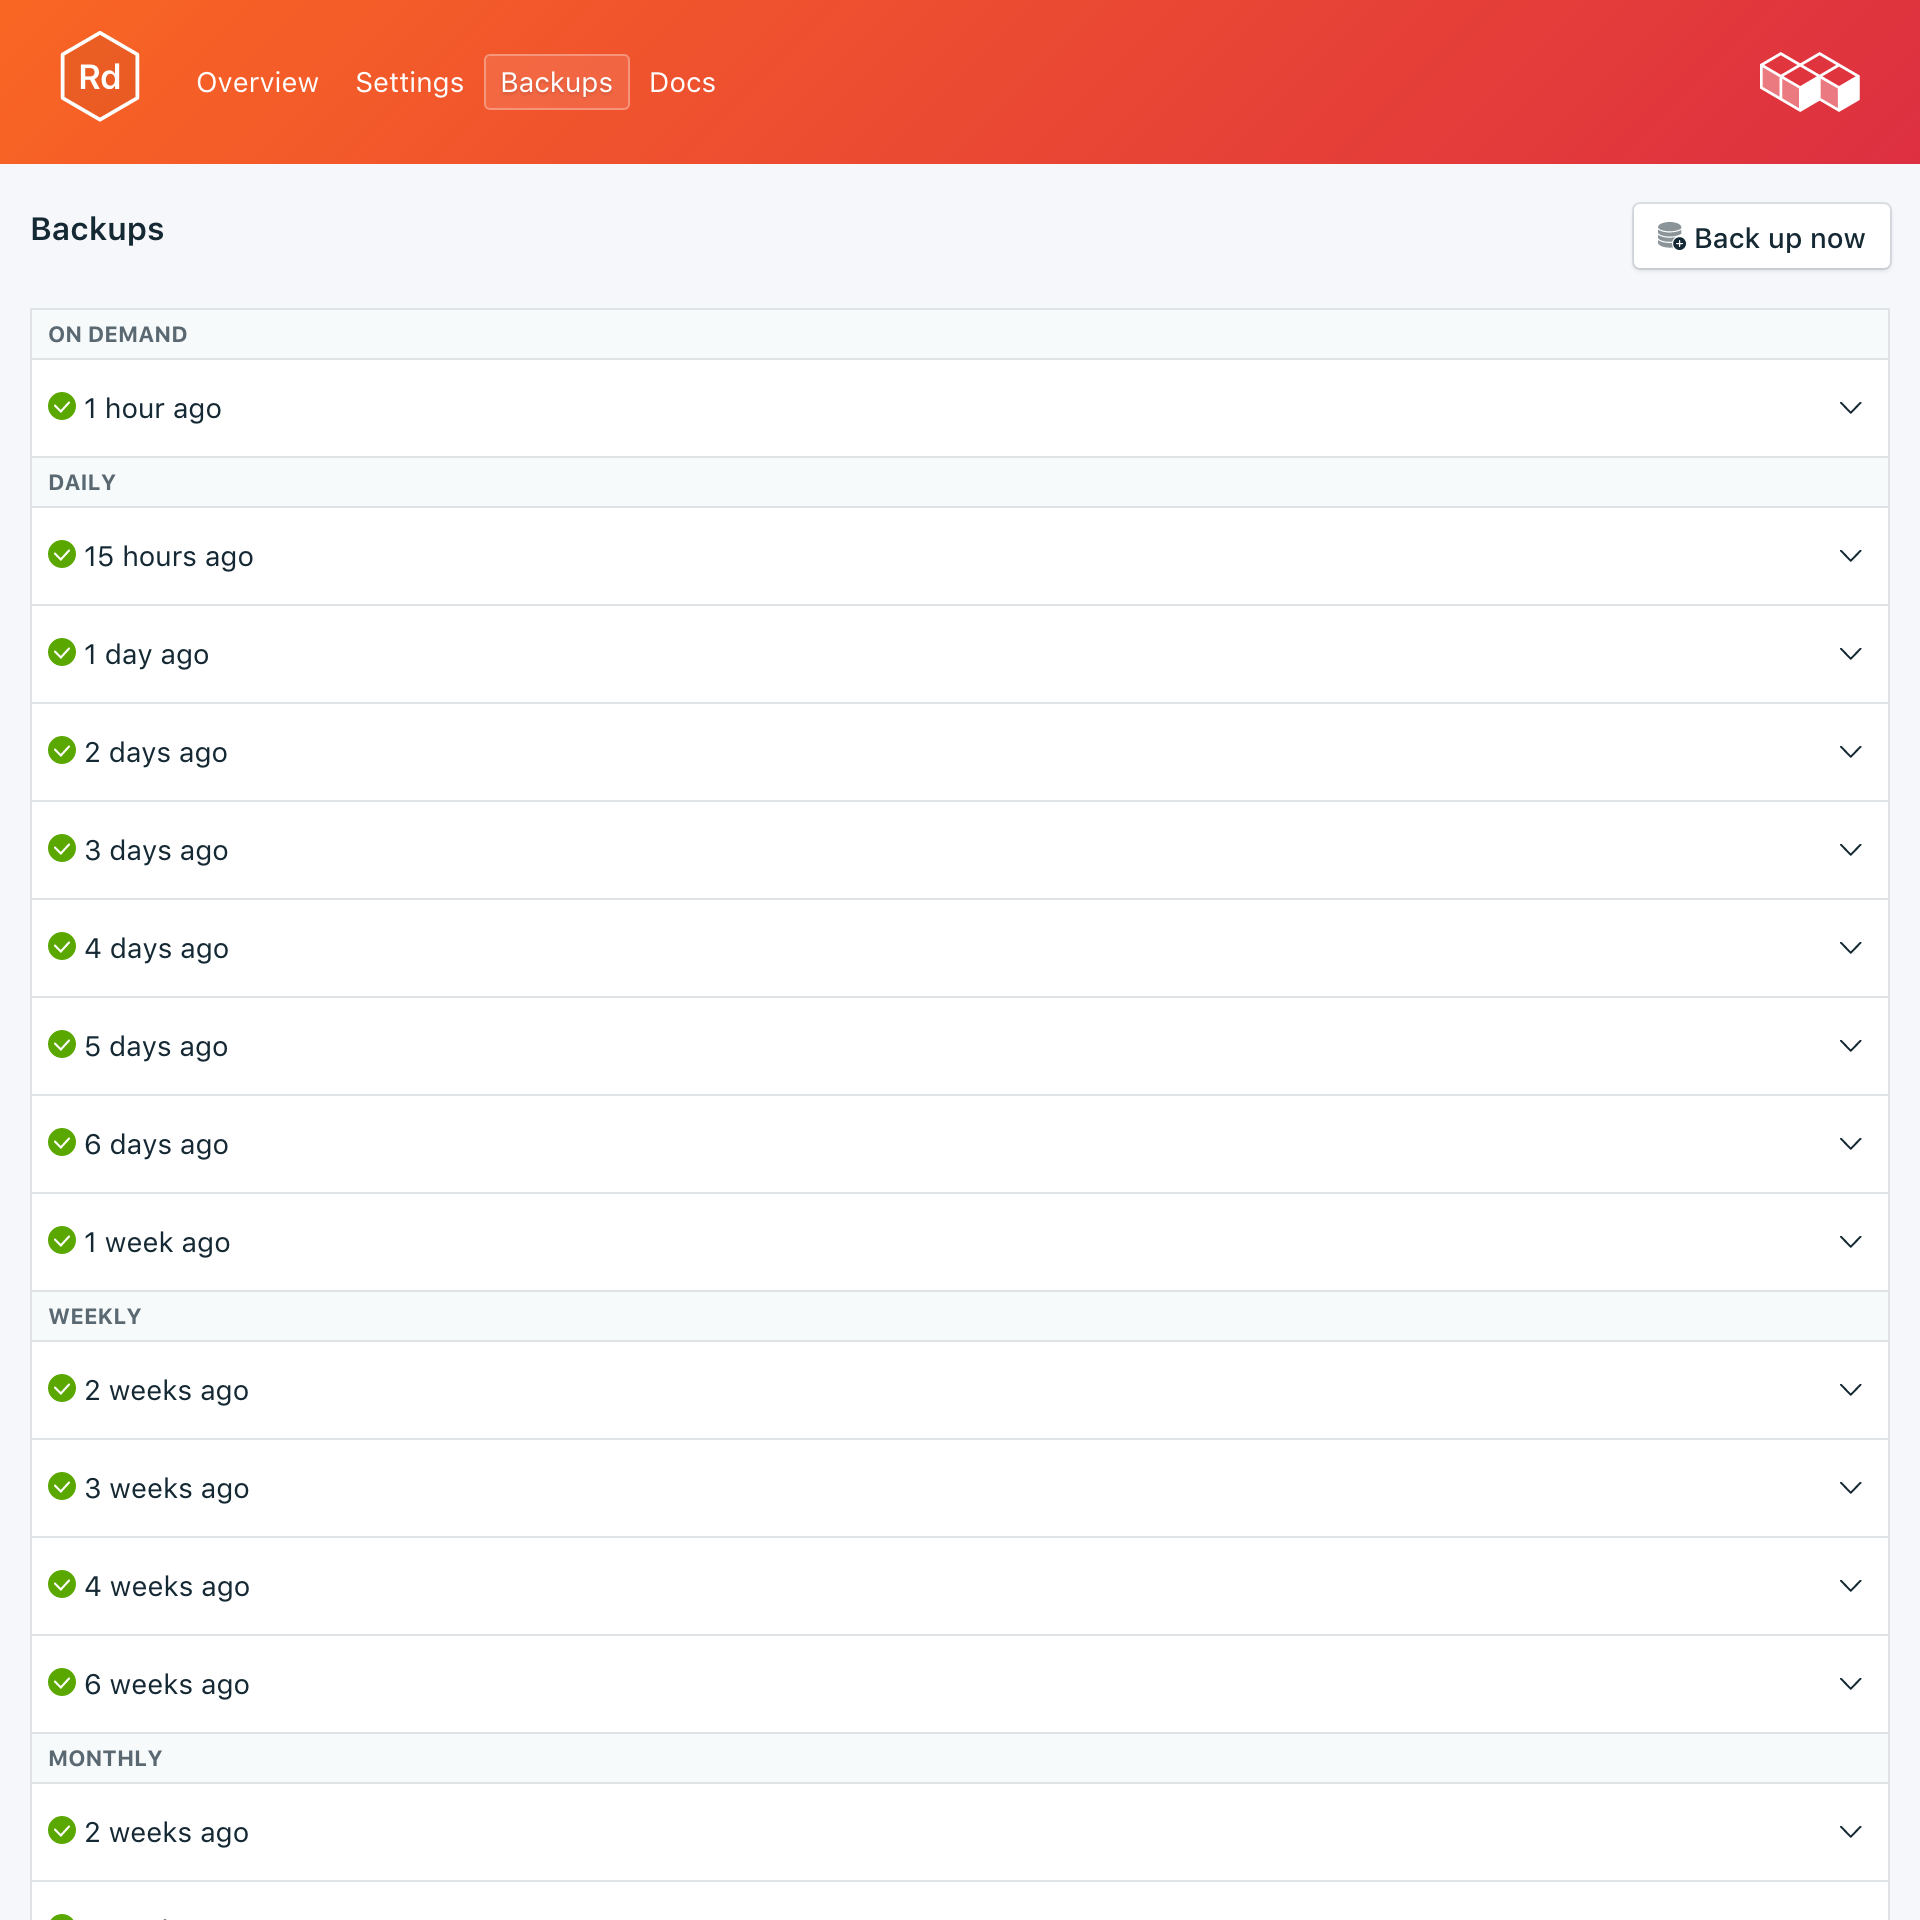 Rd
Overview Settings Backups Docs
Backups
Back up now
ON DEMAND
1 hour ago
DAILY
15 hours ago
1 day ago
2 days ago
3 days ago
4 days ago
5 days ago
6 days ago
1 week ago
WEEKLY
2 weeks ago
3 weeks ago
4 weeks ago
6 weeks ago
MONTHLY
2 weeks ago